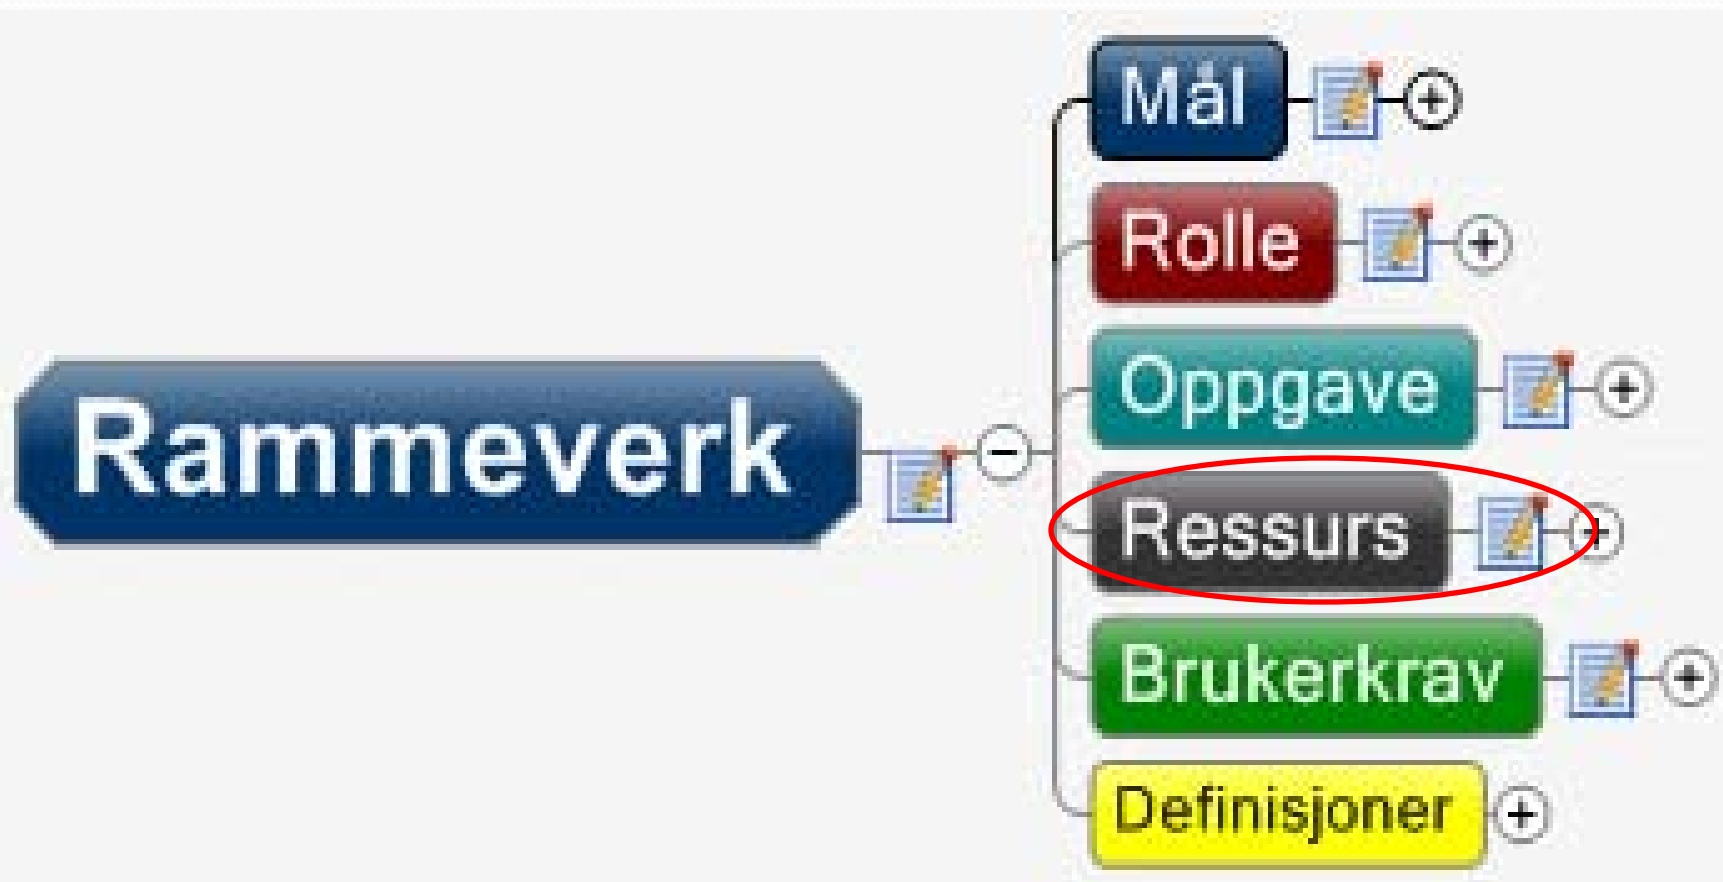 Mål
Rolle
Oppgave
Rammeverk
Ressurs
Brukerkrav
Definisjoner